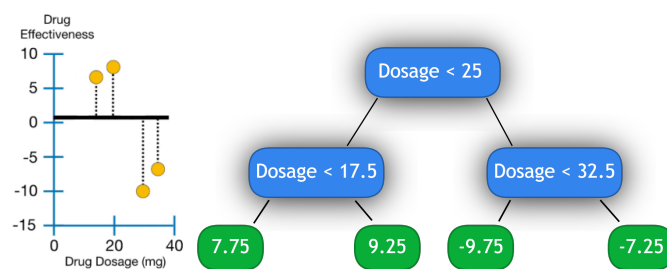 Drug
Effectiveness
10
5
0
-5
-10
-15
0
20
40
Drug Dosage (mg)
Dosage < 25
Dosage < 17.5
Dosage < 32.5
7.75
9.25
-9.75
-7.25